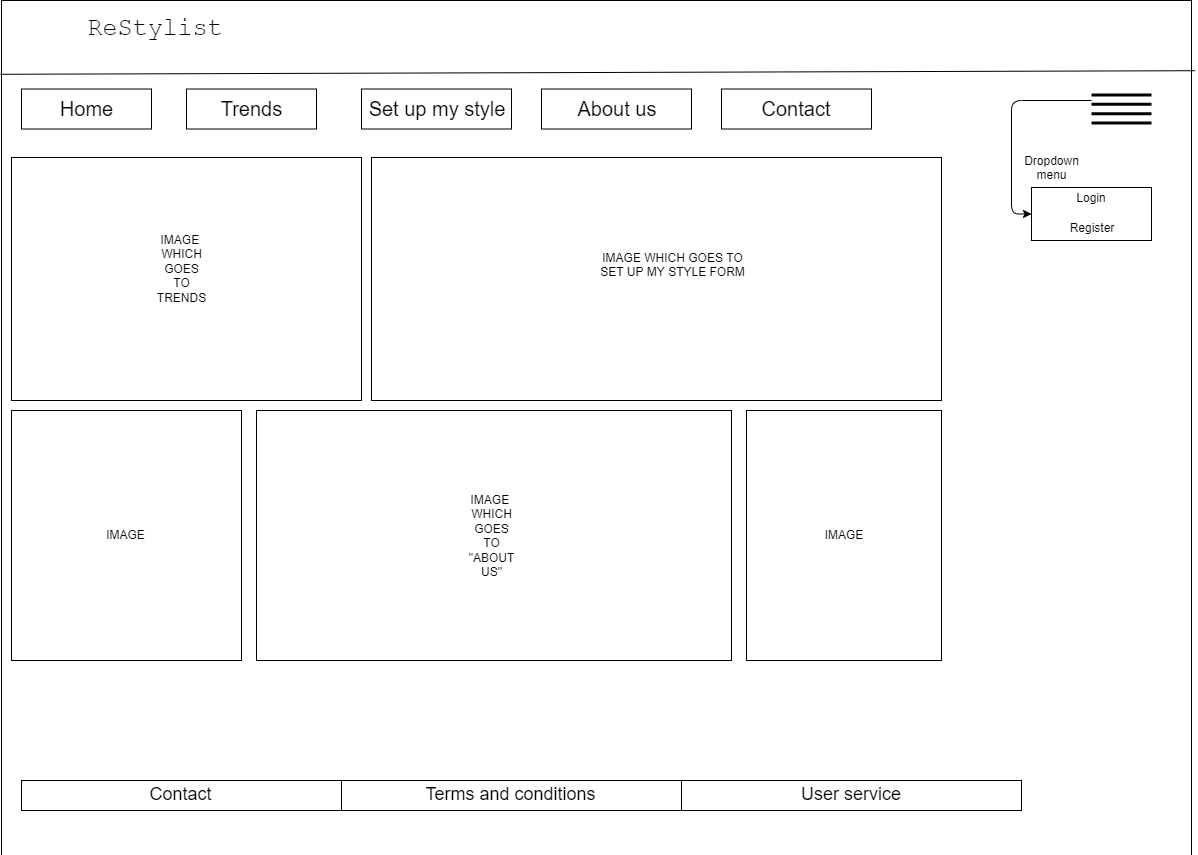 ReStylist
Home
Trends
Set up my style
About us
Contact
Dropdown
menu
Login
Register
IMAGE
WHICH
GOES
TO
TRENDS
IMAGE WHICH GOES TO
SET UP MY STYLE FORM
IMAGE
IMAGE
WHICH
GOES
TO
"ABOUT
US"
IMAGE
Contact
Terms and conditions
User service